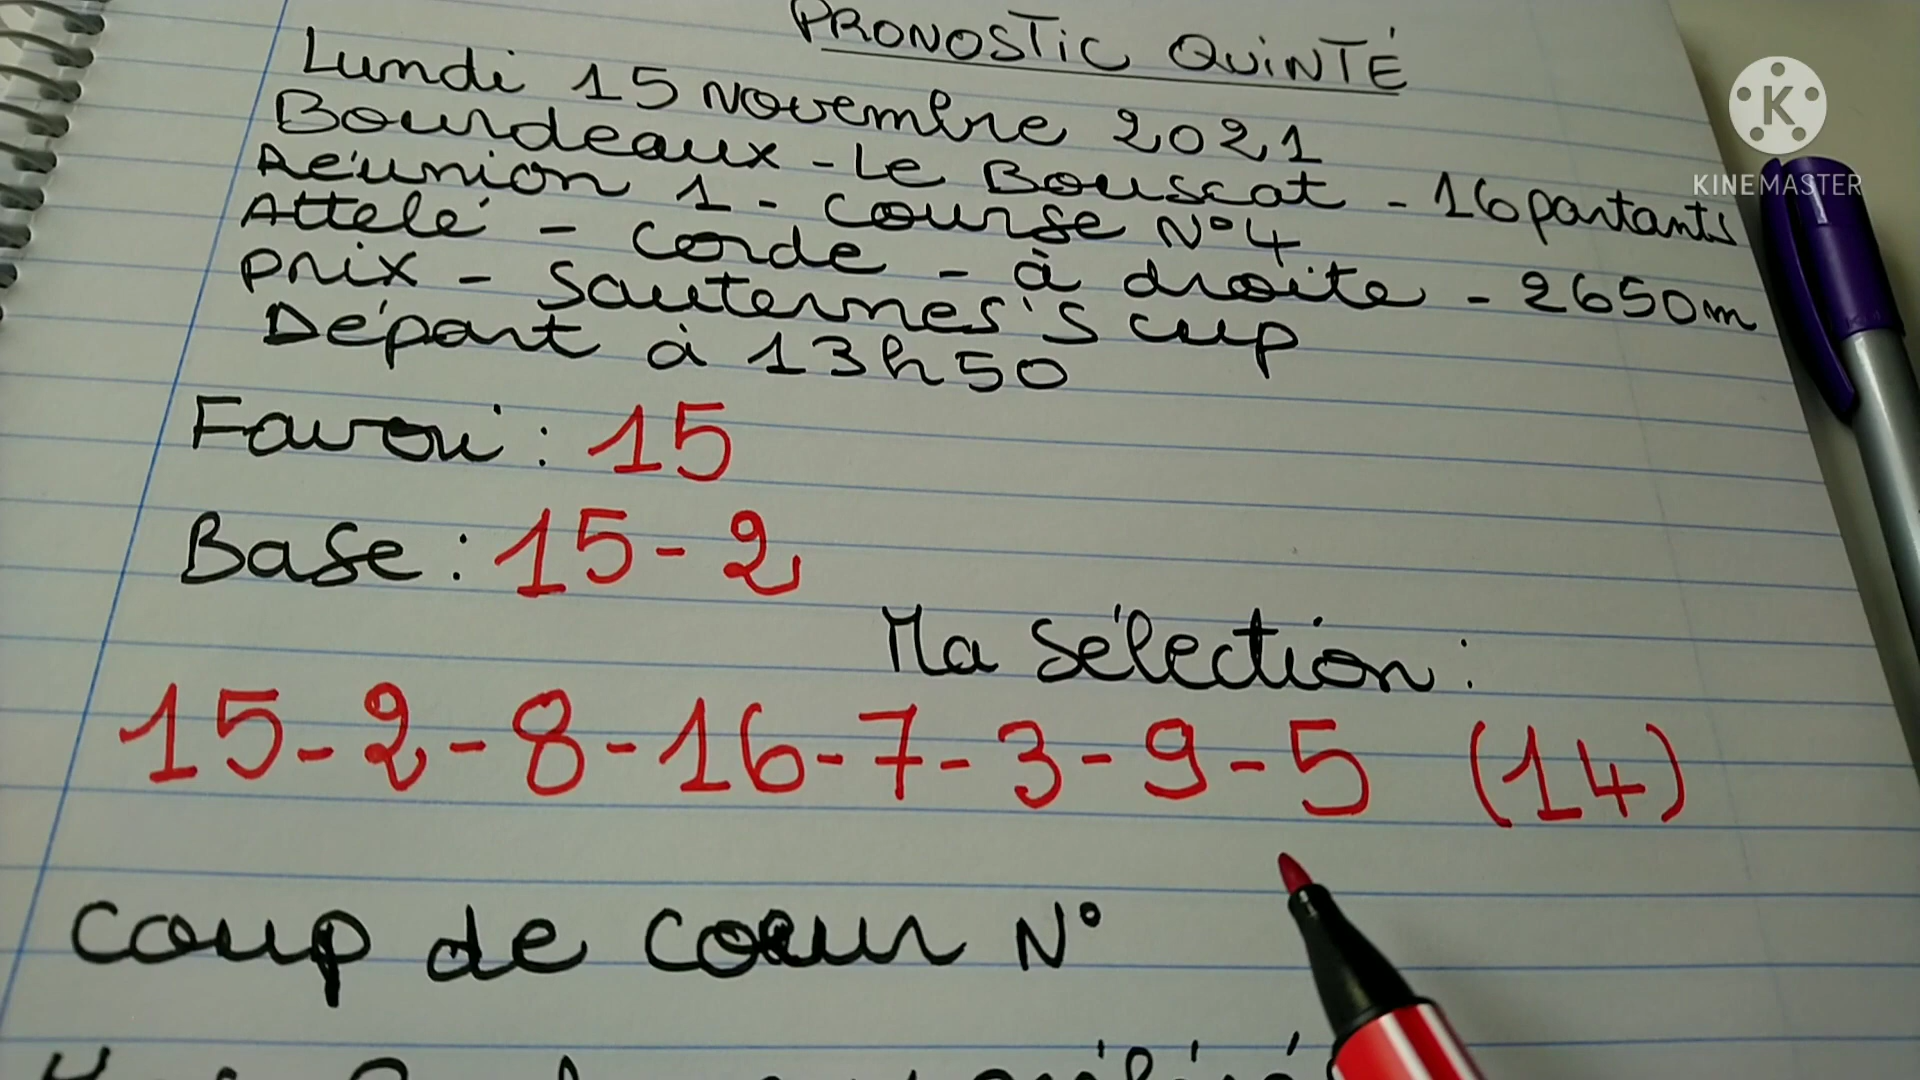 PRONOSTIC QUINTÉ
Lundi 15 novembre 2021
Bourdeaux - Le Bouscat - 16 partants
Réunion 1 - Course N°4
Attelé - corde - à droite - 2650m
prix - Sauternes's cup
Départ à 13h50
Favori : 15
Base : 15 - 2
Ma sélection :
15 - 2 - 8 - 16 - 7 - 3 - 9 - 5 (14)
coup de coeur N°
K
KINEMASTER